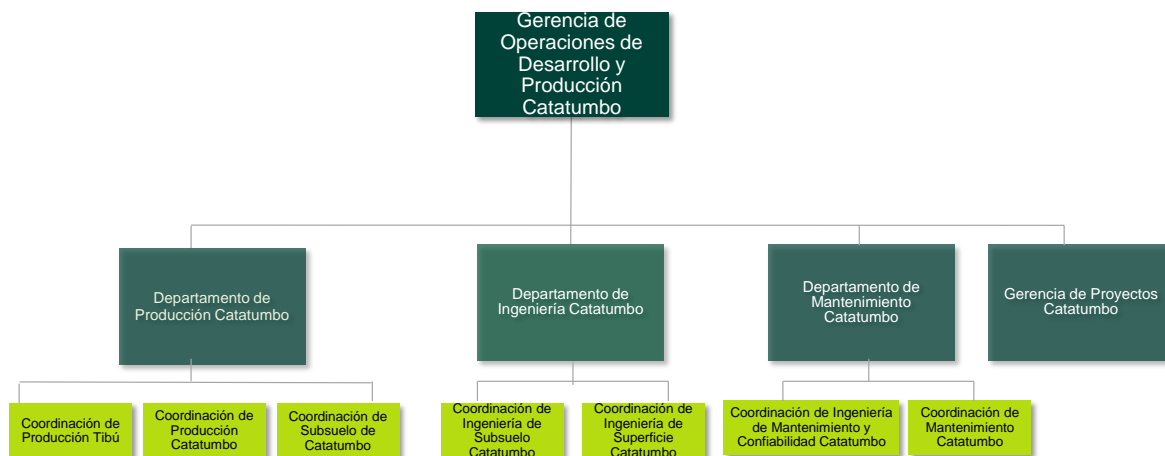 Gerencia de
Operaciones de
Desarrollo y
Producción
Catatumbo
Departamento de
Producción Catatumbo
Departamento de
Ingeniería Catatumbo
Departamento de
Mantenimiento
Catatumbo
Gerencia de Proyectos
Catatumbo
Coordinación de
Producción Tibú
Coordinación de
Producción
Catatumbo
Coordinación de
Subsuelo de
Catatumbo
Coordinación de
Ingeniería de
Subsuelo
Catatumbo
Coordinación de
Ingeniería de
Superficie
Catatumbo
Coordinación de Ingeniería
de Mantenimiento y
Confiabilidad Catatumbo
Coordinación de
Mantenimiento
Catatumbo